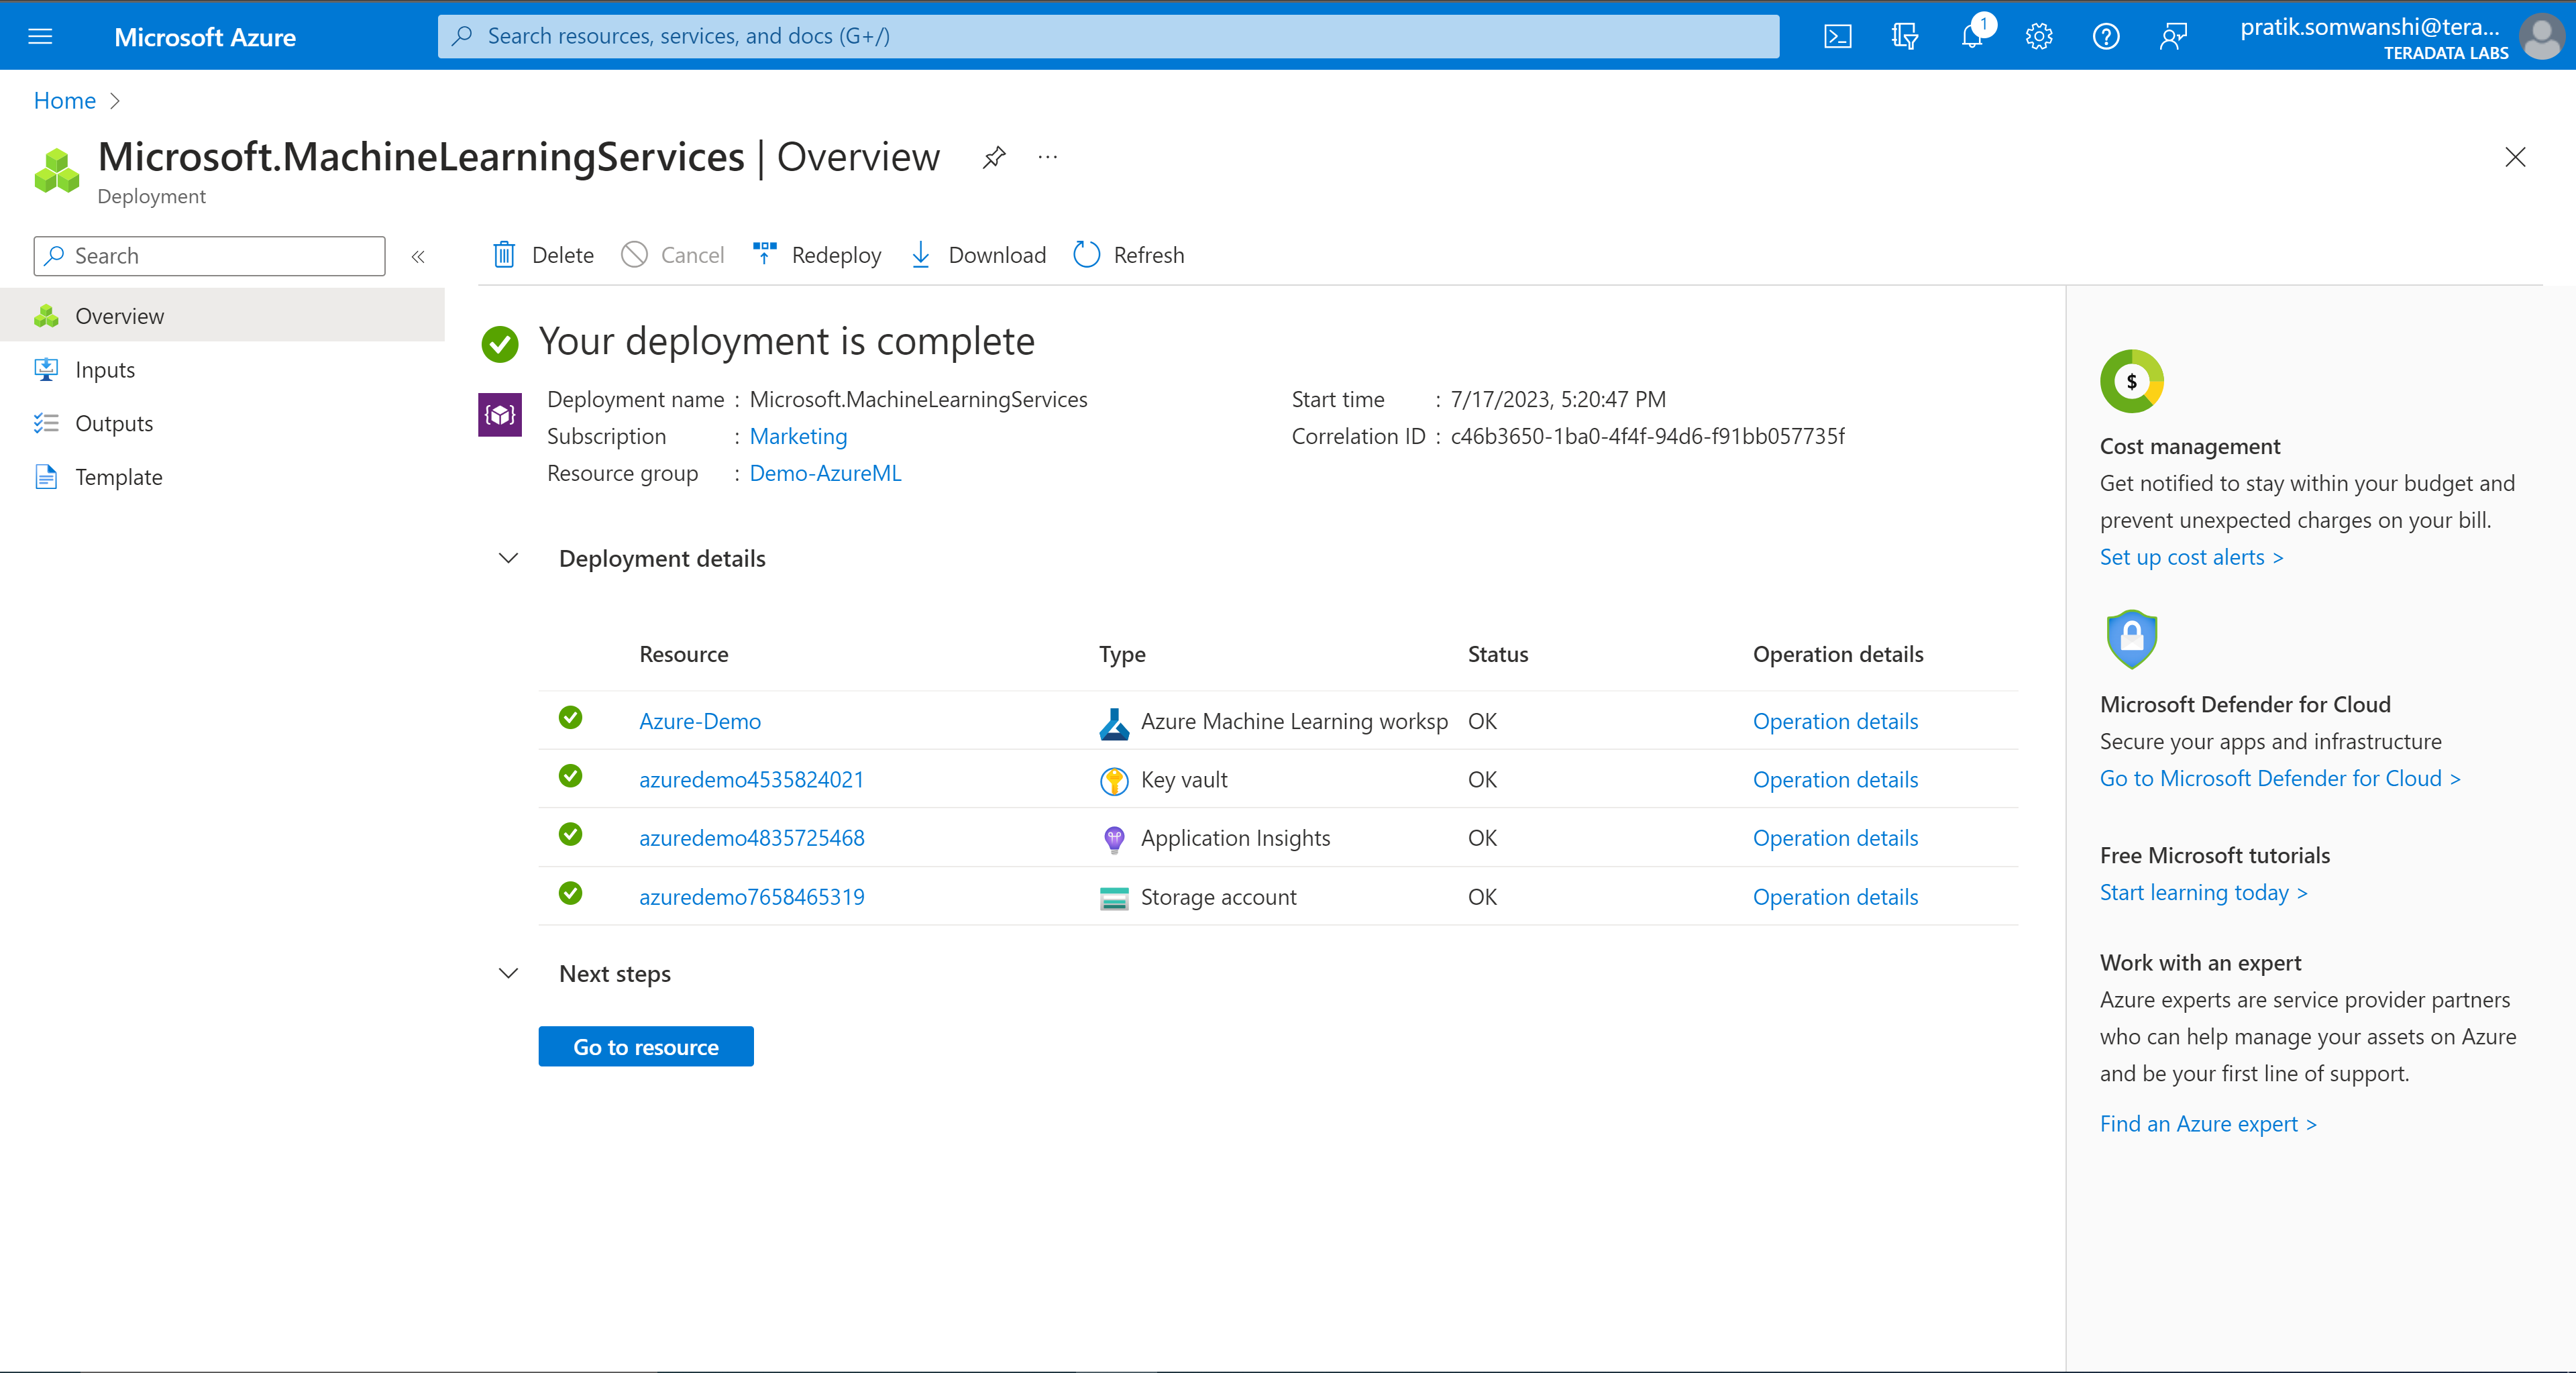 Microsoft Azure
Search resources, services, and docs (G+/)
1
pratik.somwanshi@tera...
TERADATA LABS
Home
Microsoft.MachineLearningServices | Overview
Deployment
Search
Delete
Cancel
Redeploy
Download
Refresh
Overview
Inputs
Outputs
Template
Your deployment is complete
Deployment name : Microsoft.MachineLearningServices
Subscription : Marketing
Resource group : Demo-AzureML
Start time : 7/17/2023, 5:20:47 PM
Correlation ID : c46b3650-1ba0-4f4f-94d6-f91bb057735f
Deployment details
Resource Type Status Operation details
Azure-Demo Azure Machine Learning worksp OK Operation details
azuredemo4535824021 Key vault OK Operation details
azuredemo4835725468 Application Insights OK Operation details
azuredemo7658465319 Storage account OK Operation details
Next steps
Go to resource
$
Cost management
Get notified to stay within your budget and
prevent unexpected charges on your bill.
Set up cost alerts >
Microsoft Defender for Cloud
Secure your apps and infrastructure
Go to Microsoft Defender for Cloud >
Free Microsoft tutorials
Start learning today >
Work with an expert
Azure experts are service provider partners
who can help manage your assets on Azure
and be your first line of support.
Find an Azure expert >